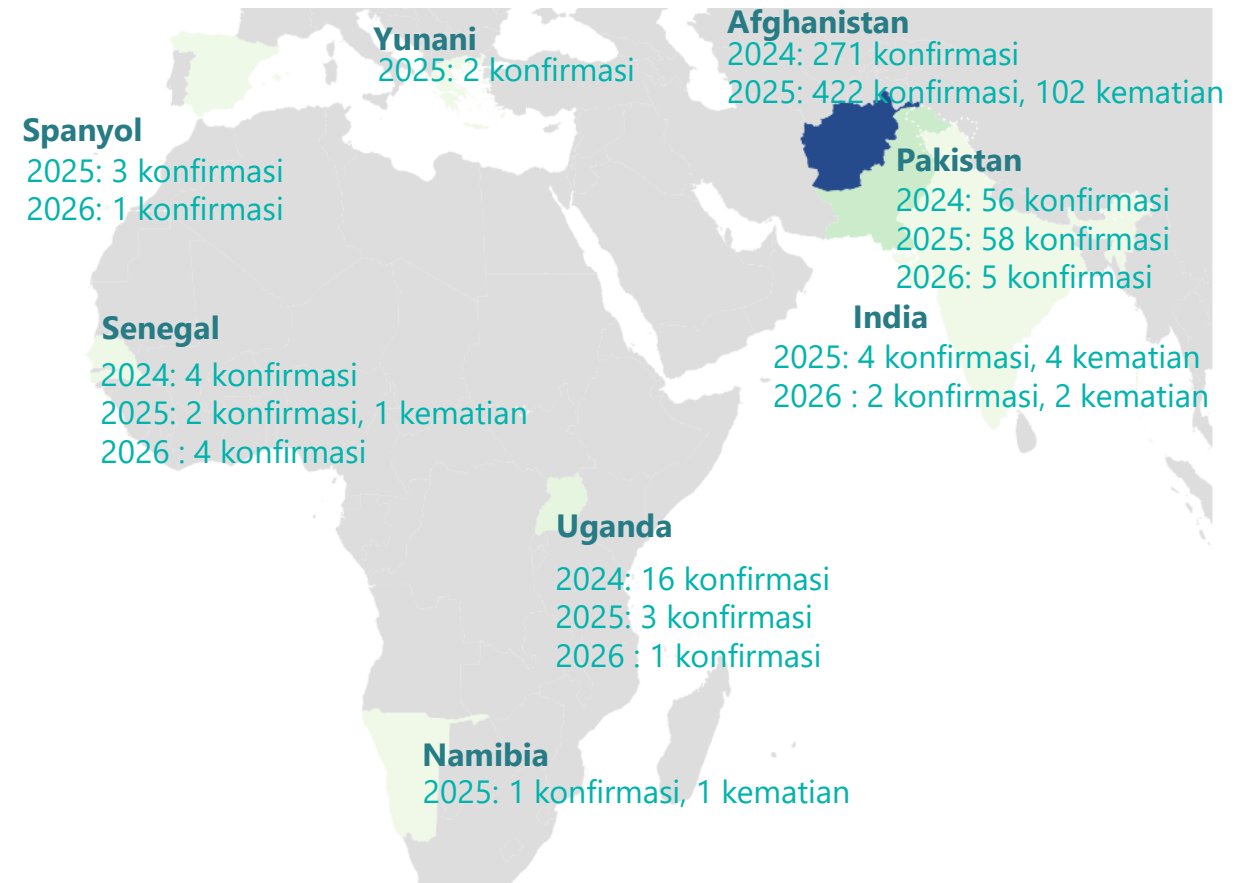 Yunani
2025: 2 konfirmasi
Afghanistan
2024: 271 konfirmasi
2025: 422 konfirmasi, 102 kematian
Spanyol
2025: 3 konfirmasi
2026: 1 konfirmasi
Pakistan
2024: 56 konfirmasi
2025: 58 konfirmasi
2026: 5 konfirmasi
India
2025: 4 konfirmasi, 4 kematian
2026 : 2 konfirmasi, 2 kematian
Senegal
2024: 4 konfirmasi
2025: 2 konfirmasi, 1 kematian
2026 : 4 konfirmasi
Uganda
2024: 16 konfirmasi
2025: 3 konfirmasi
2026 : 1 konfirmasi
Namibia
2025: 1 konfirmasi, 1 kematian